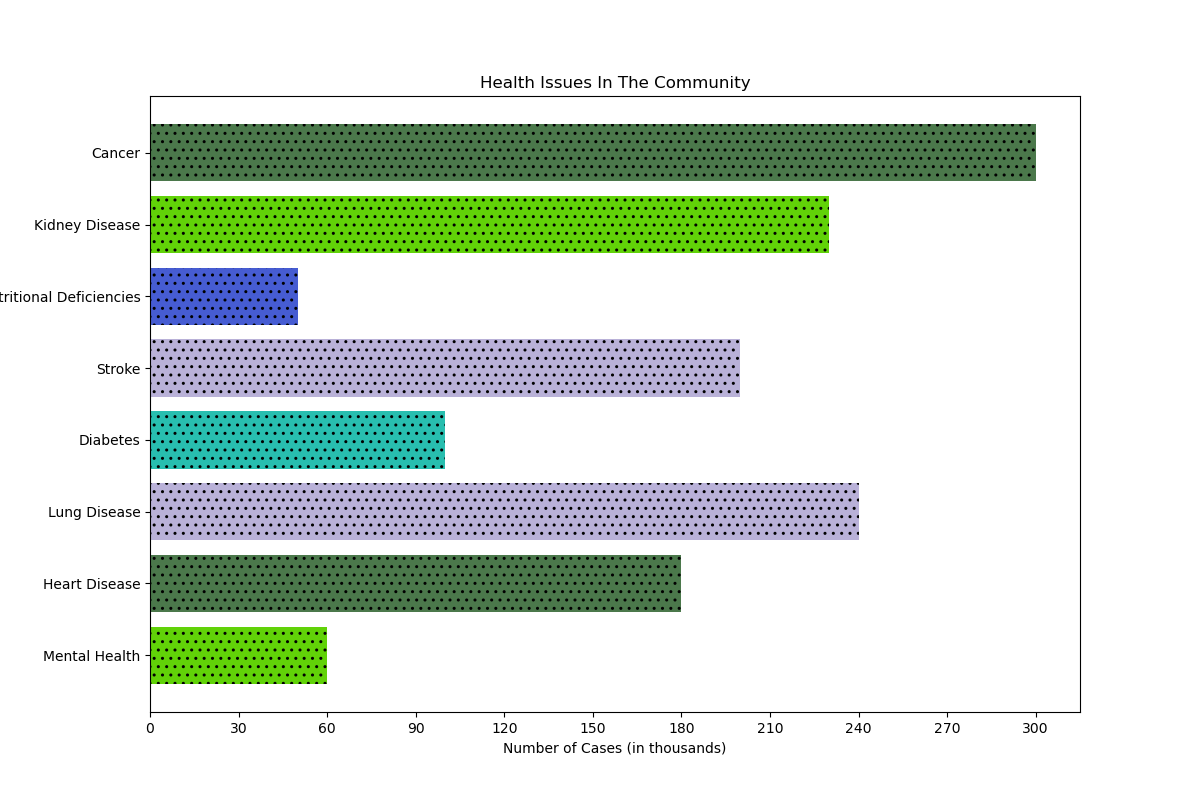 Health Issues In The Community
Cancer
Kidney Disease
tritional Deficiencies
Stroke
Diabetes
Lung Disease
Heart Disease
Mental Health
0 30 60 90 120 150 180 210 240 270 300
Number of Cases (in thousands)